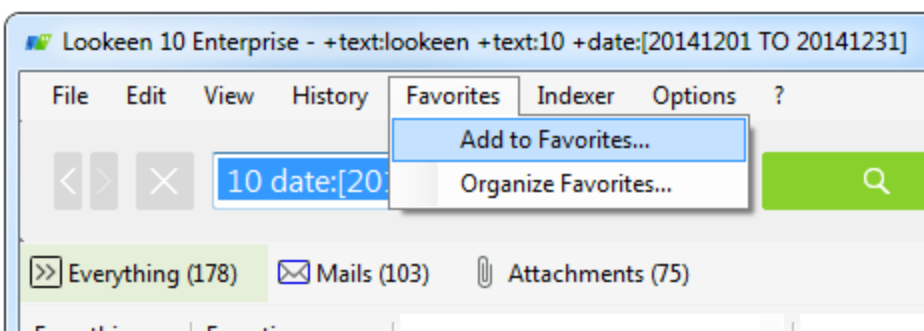 Lookeen 10 Enterprise - +text:lookeen +text:10 +date:[20141201 TO 20141231]
File Edit View History Favorites Indexer Options ?
Add to Favorites...
10 date:[201
Organize Favorites...
Everything (178) Mails (103) Attachments (75)